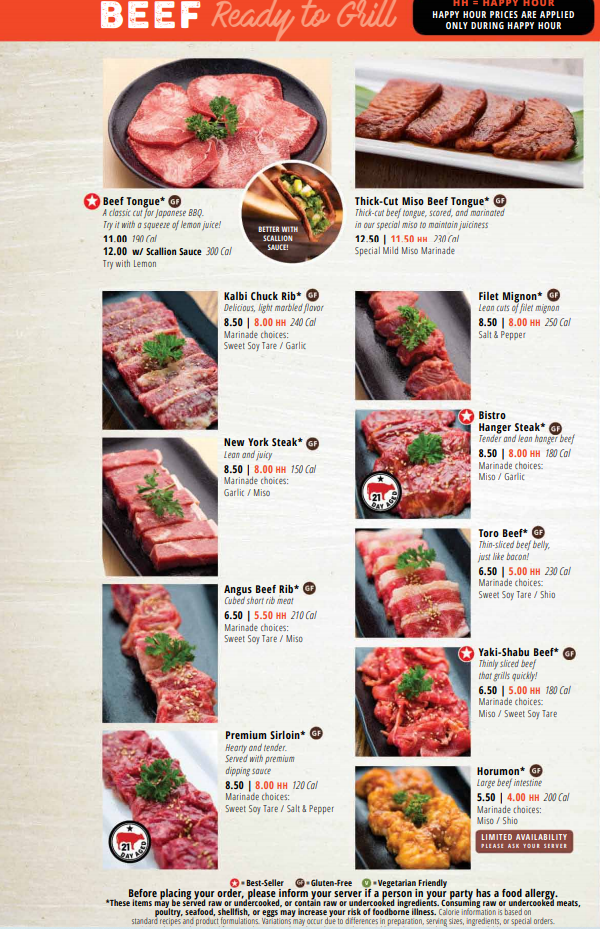 BEEF Ready to Grill
HH = HAPPY HOUR
HAPPY HOUR PRICES ARE APPLIED
ONLY DURING HAPPY HOUR
Beef Tongue* GF
A classic cut for Japanese BBQ.
Try it with a squeeze of lemon juice!
11.00 190 Cal
12.00 w/ Scallion Sauce 300 Cal
Try with Lemon
BETTER WITH
SCALLION
SAUCE!
Thick-Cut Miso Beef Tongue* GF
Thick-cut beef tongue, scored, and marinated
in our special miso to maintain juiciness
12.50 | 11.50 HH 230 Cal
Special Mild Miso Marinade
Kalbi Chuck Rib* GF
Delicious, light marbled flavor
8.50 | 8.00 HH 240 Cal
Marinade choices:
Sweet Soy Tare / Garlic
New York Steak* GF
Lean and juicy
8.50 | 8.00 HH 150 Cal
Marinade choices:
Garlic / Miso
Angus Beef Rib* GF
Cubed short rib meat
6.50 | 5.50 HH 210 Cal
Marinade choices:
Sweet Soy Tare / Miso
Premium Sirloin* GF
Hearty and tender.
Served with premium
dipping sauce
8.50 | 8.00 HH 120 Cal
Marinade choices:
Sweet Soy Tare / Salt & Pepper
21
DAY AGED
Filet Mignon* GF
Lean cuts of filet mignon
8.50 | 8.00 HH 250 Cal
Salt & Pepper
Bistro
Hanger Steak* GF
Tender and lean hanger beef
8.50 | 8.00 HH 180 Cal
Marinade choices:
Miso / Garlic
21
DAY AGED
Toro Beef* GF
Thin-sliced beef belly,
just like bacon!
6.50 | 5.00 HH 230 Cal
Marinade choices:
Sweet Soy Tare / Shio
Yaki-Shabu Beef* GF
Thinly sliced beef
that grills quickly!
6.50 | 5.00 HH 180 Cal
Marinade choices:
Miso / Sweet Soy Tare
Horumon* GF
Large beef intestine
5.50 | 4.00 HH 200 Cal
Marinade choices:
Miso / Shio
LIMITED AVAILABILITY
PLEASE ASK YOUR SERVER
= Best-Seller GF = Gluten-Free V = Vegetarian Friendly
Before placing your order, please inform your server if a person in your party has a food allergy.
*These items may be served raw or undercooked, or contain raw or undercooked ingredients. Consuming raw or undercooked meats,
poultry, seafood, shellfish, or eggs may increase your risk of foodborne illness. Calorie information is based on
standard recipes and product formulations. Variations may occur due to differences in preparation, serving sizes, ingredients, or special orders.